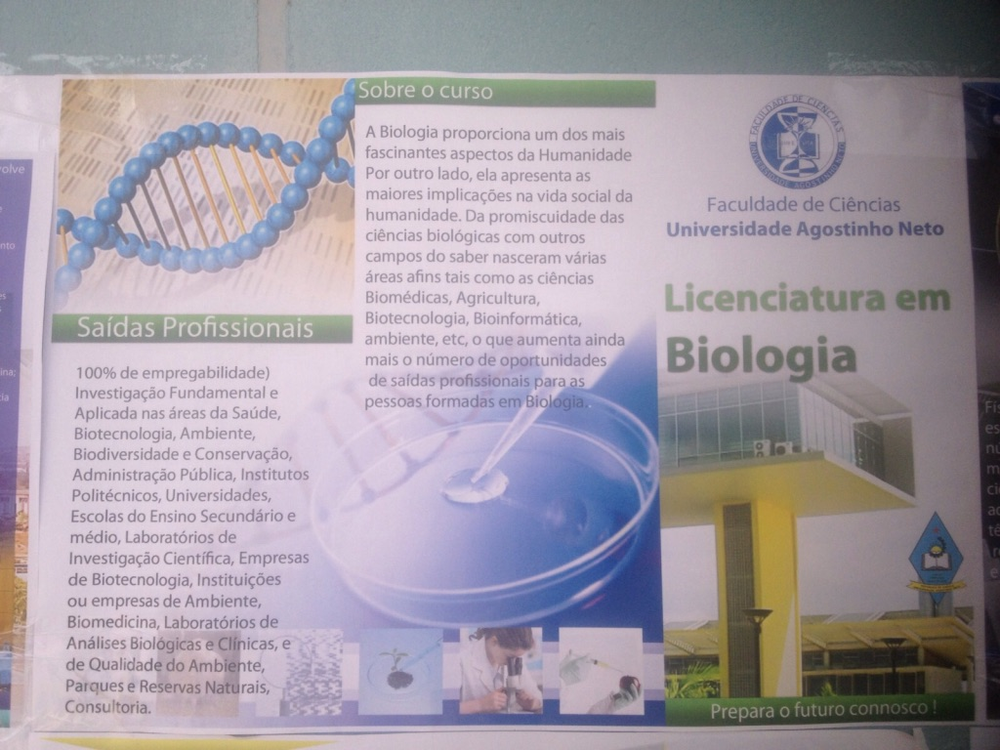 Saídas Profissionais
100% de empregabilidade)
Investigação Fundamental e
Aplicada nas áreas da Saúde,
Biotecnologia, Ambiente,
Biodiversidade e Conservação,
Administração Pública, Institutos
Politécnicos, Universidades,
Escolas do Ensino Secundário e
médio, Laboratórios de
Investigação Científica, Empresas
de Biotecnologia, Instituições
ou empresas de Ambiente,
Biomedicina, Laboratórios de
Análises Biológicas e Clínicas, e
de Qualidade do Ambiente,
Parques e Reservas Naturais,
Consultoria.
Sobre o curso
A Biologia proporciona um dos mais
fascinantes aspectos da Humanidade
Por outro lado, ela apresenta as
maiores implicações na vida social da
humanidade. Da promiscuidade das
ciências biológicas com outros
campos do saber nasceram várias
áreas afins tais como as ciências
Biomédicas, Agricultura,
Biotecnologia, Bioinformática,
ambiente, etc, o que aumenta ainda
mais o número de oportunidades
de saídas profissionais para as
pessoas formadas em Biologia.
FACULDADE DE CIÊNCIAS
UNIVERSIDADE AGOSTINHO NETO
Faculdade de Ciências
Universidade Agostinho Neto
Licenciatura em
Biologia
Prepara o futuro connosco !